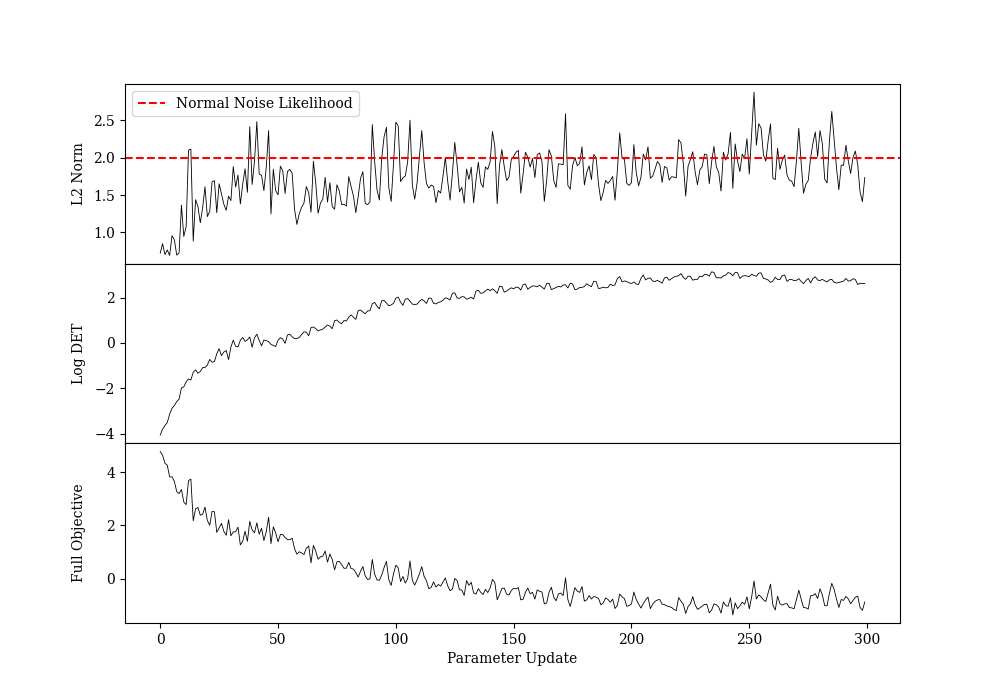 Normal Noise Likelihood
L2 Norm
2.5
2.0
1.5
1.0
Log DET
2
0
−2
−4
Full Objective
4
2
0
0 50 100 150 200 250 300
Parameter Update